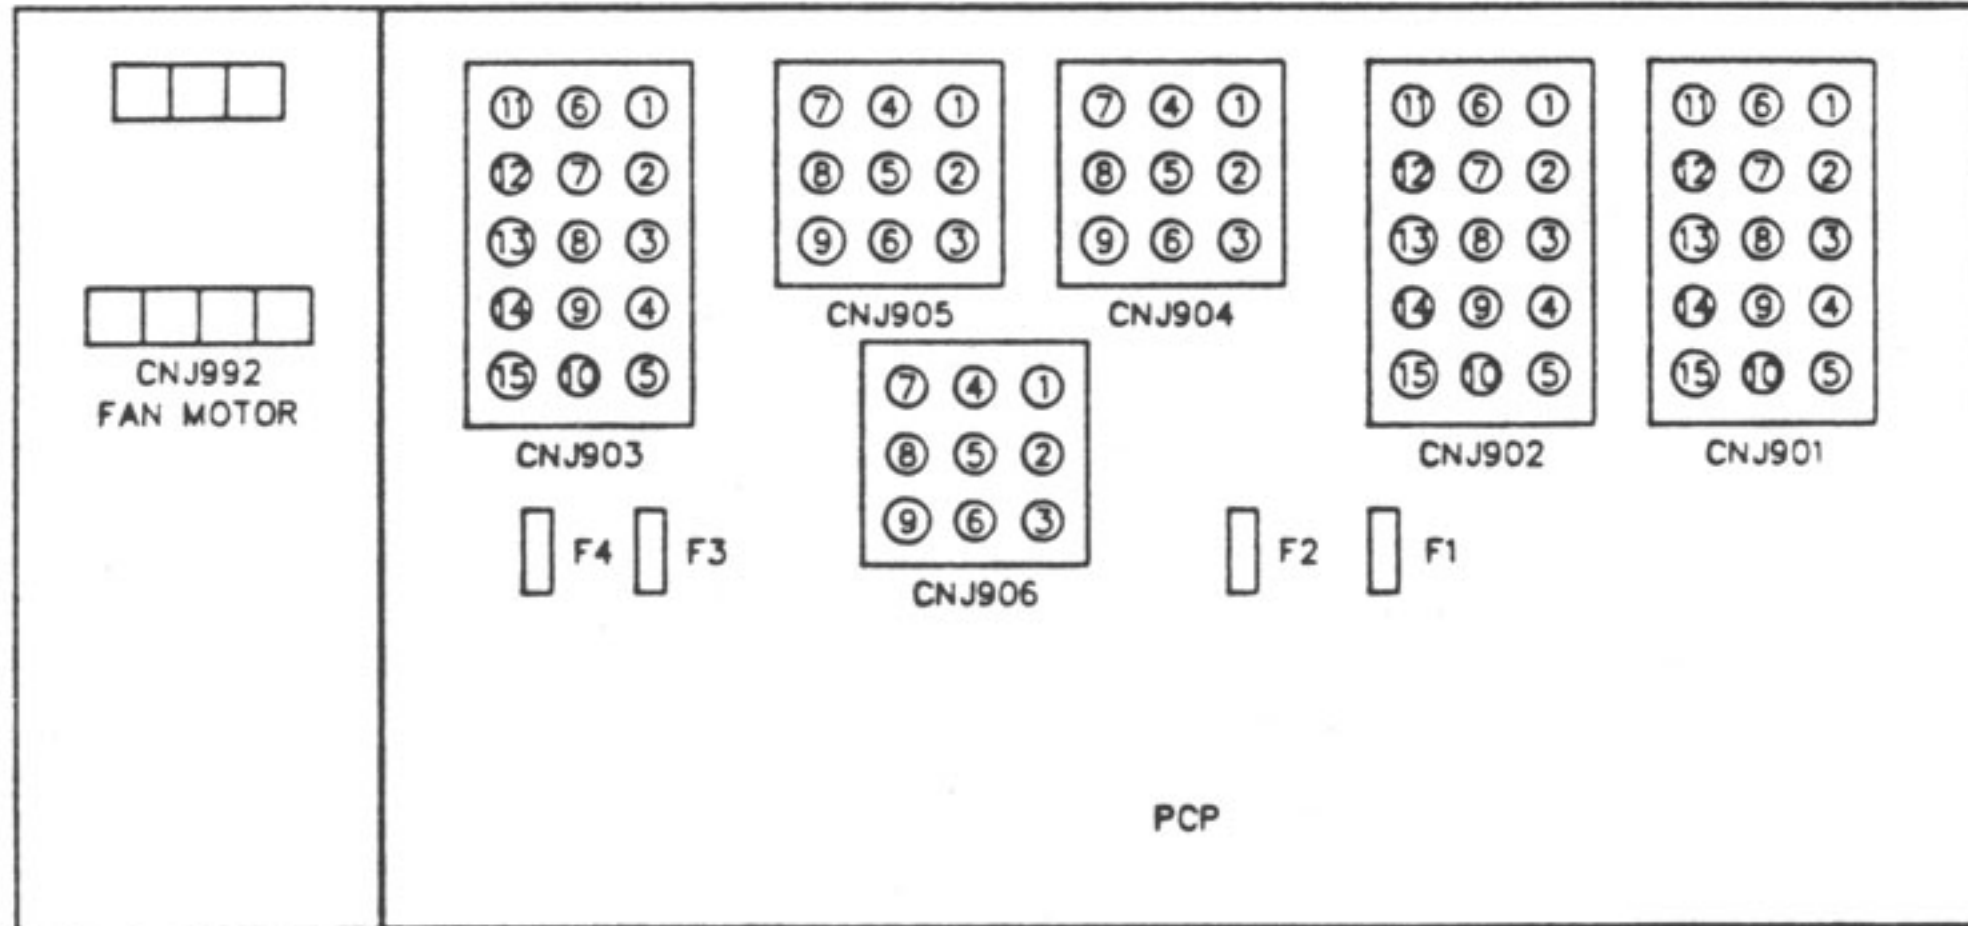 ⑪ ⑥ ① ⑦ ④ ① ⑦ ④ ① ⑪ ⑥ ① ⑪ ⑥ ①
⑫ ⑦ ② ⑧ ⑤ ② ⑧ ⑤ ② ⑫ ⑦ ② ⑫ ⑦ ②
⑬ ⑧ ③ ⑨ ⑥ ③ ⑨ ⑥ ③ ⑬ ⑧ ③ ⑬ ⑧ ③
⑭ ⑨ ④ CNJ905 CNJ904 ⑭ ⑨ ④ ⑭ ⑨ ④
CNJ992
FAN MOTOR
⑮ ⑩ ⑤ ⑦ ④ ① ⑮ ⑩ ⑤ ⑮ ⑩ ⑤
CNJ903 ⑧ ⑤ ② CNJ902 CNJ901
⑨ ⑥ ③
F4 F3 F2 F1
CNJ906
PCP